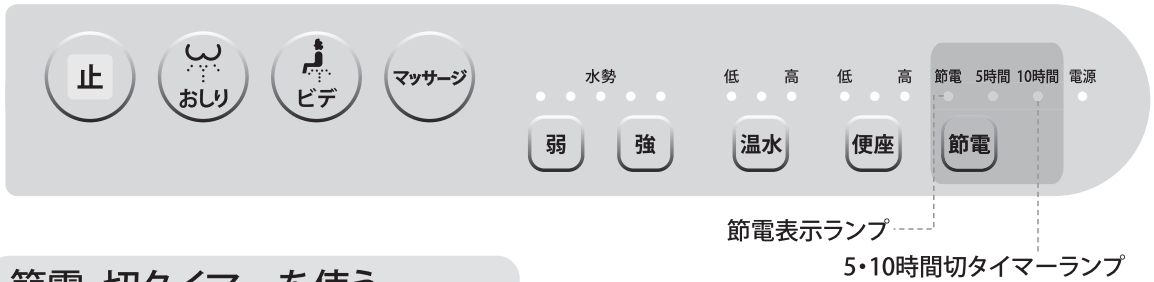 止
おしり
ビデ
マッサージ
水勢
弱 強
低 高
温水
低 高
便座
節電 5時間 10時間 電源
節電
節電表示ランプ
5・10時間切タイマーランプ